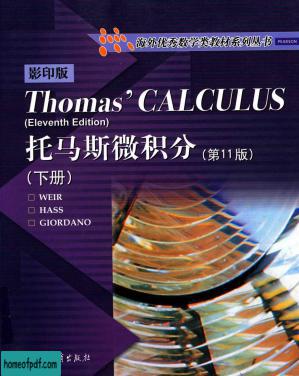 海外优秀数学类教材系列丛书
PEARSON
影印版
Thomas' CALCULUS
(Eleventh Edition)
托马斯微积分(第11版)
(下册)
WEIR
HASS
GIORDANO
出版社
homeofpdf.com